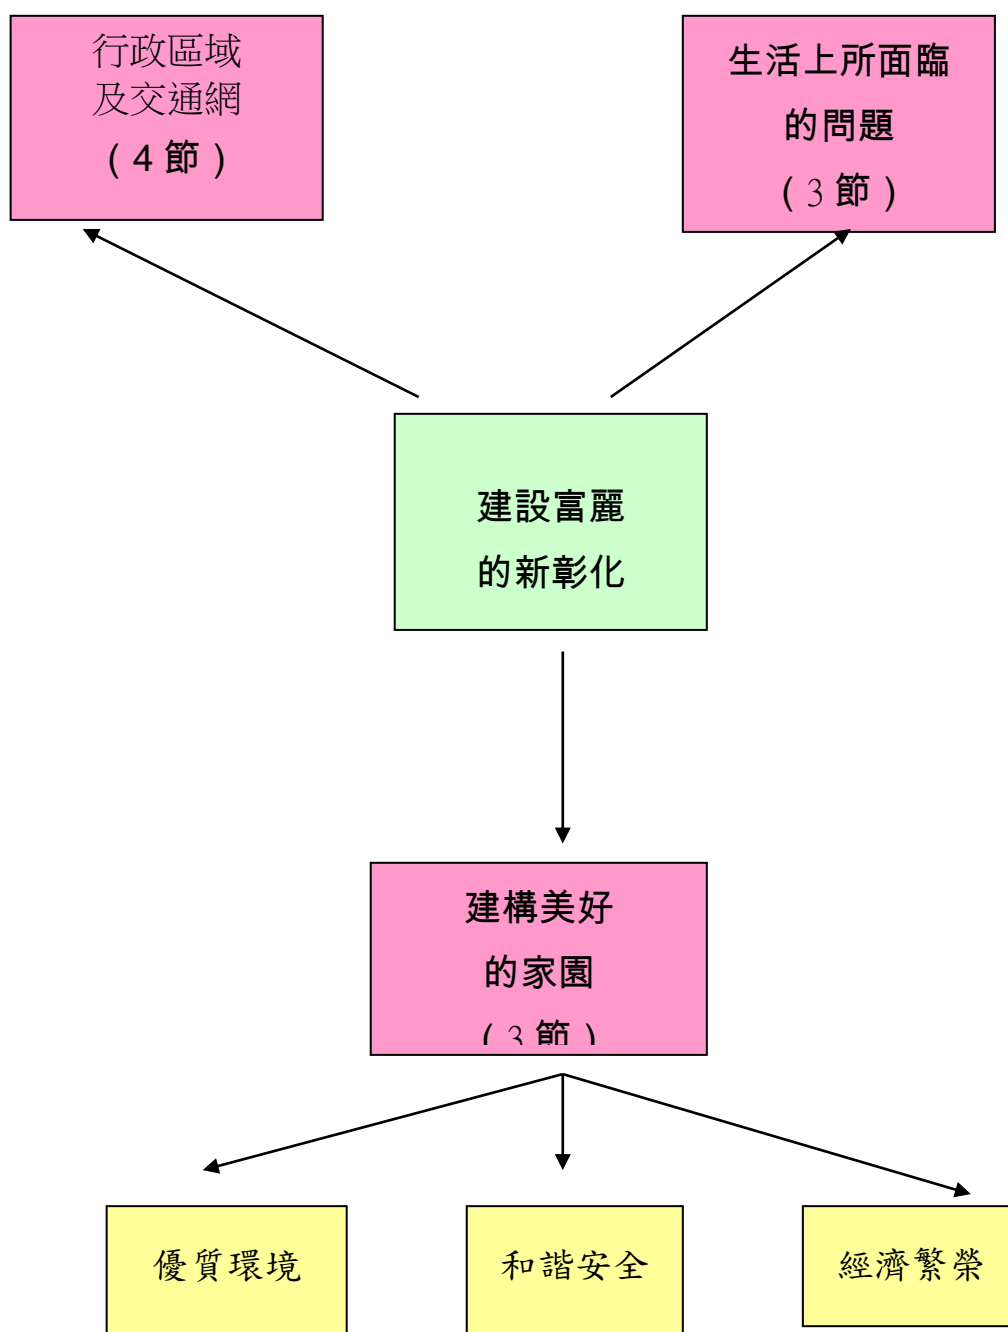 行政區域
及交通網
（4 節）
生活上所面臨
的問題
（3 節）
建設富麗
的新彰化
建構美好
的家園
（3 節）
優質環境
和諧安全
經濟繁榮